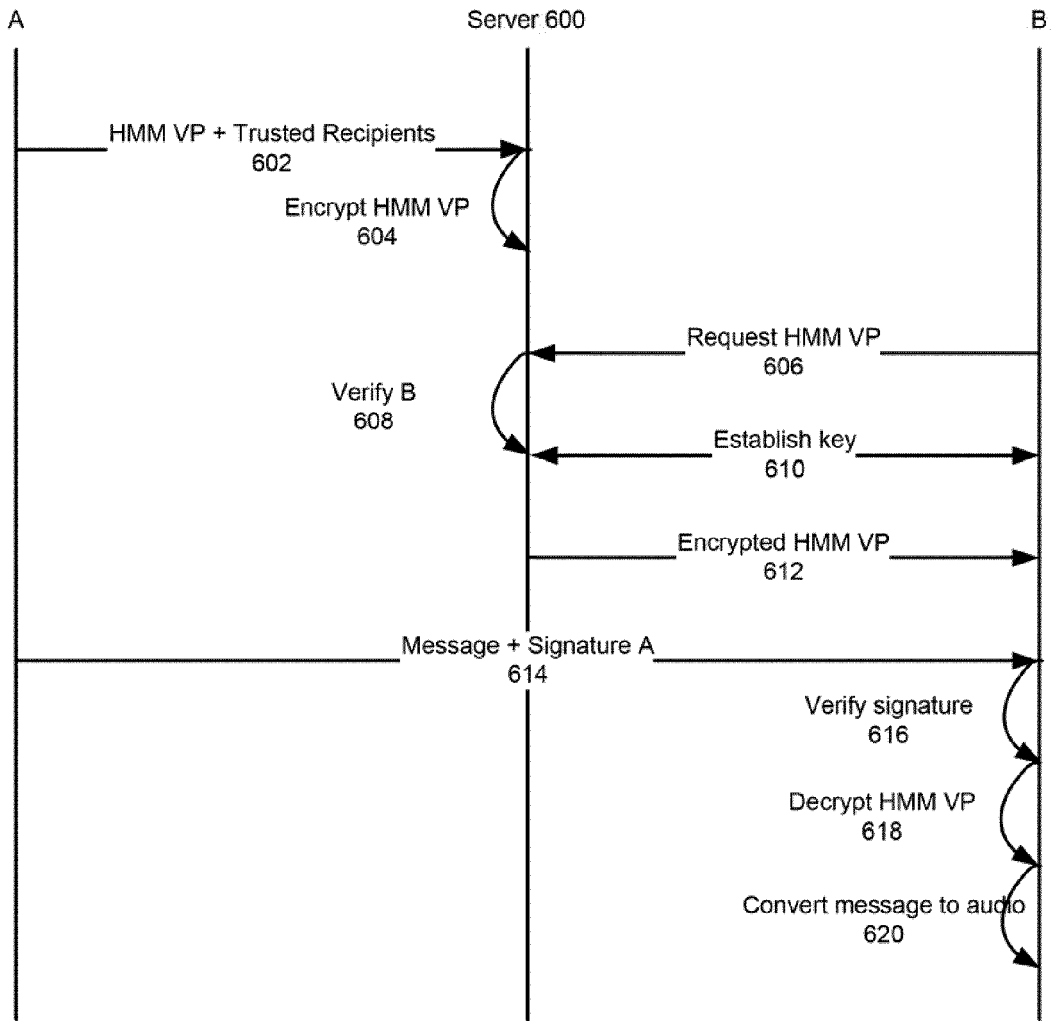 A
Server 600
B
HMM VP + Trusted Recipients
602
Encrypt HMM VP
604
Request HMM VP
606
Verify B
608
Establish key
610
Encrypted HMM VP
612
Message + Signature A
614
Verify signature
616
Decrypt HMM VP
618
Convert message to audio
620